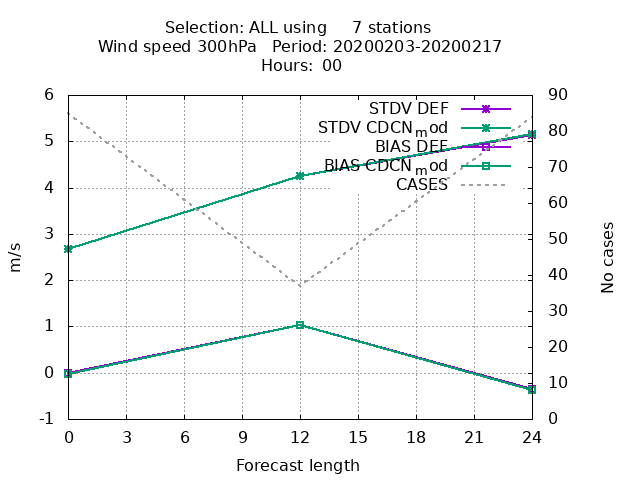 Selection: ALL using 7 stations
Wind speed 300hPa Period: 20200203-20200217
Hours: 00
6
5
4
3
2
1
0
-1
m/s
90
80
70
60
50
40
30
20
10
0
No cases
STDV DEF
STDV CDCN_mod
BIAS DEF
BIAS CDCN_mod
CASES
0 3 6 9 12 15 18 21 24
Forecast length